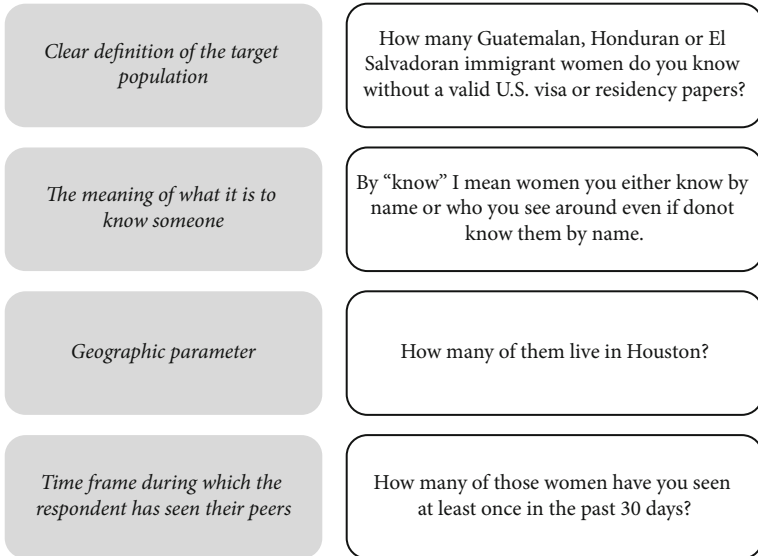 Clear definition of the target
population
How many Guatemalan, Honduran or El
Salvadoran immigrant women do you know
without a valid U.S. visa or residency papers?
The meaning of what it is to
know someone
By “know” I mean women you either know by
name or who you see around even if donot
know them by name.
Geographic parameter
How many of them live in Houston?
Time frame during which the
respondent has seen their peers
How many of those women have you seen
at least once in the past 30 days?